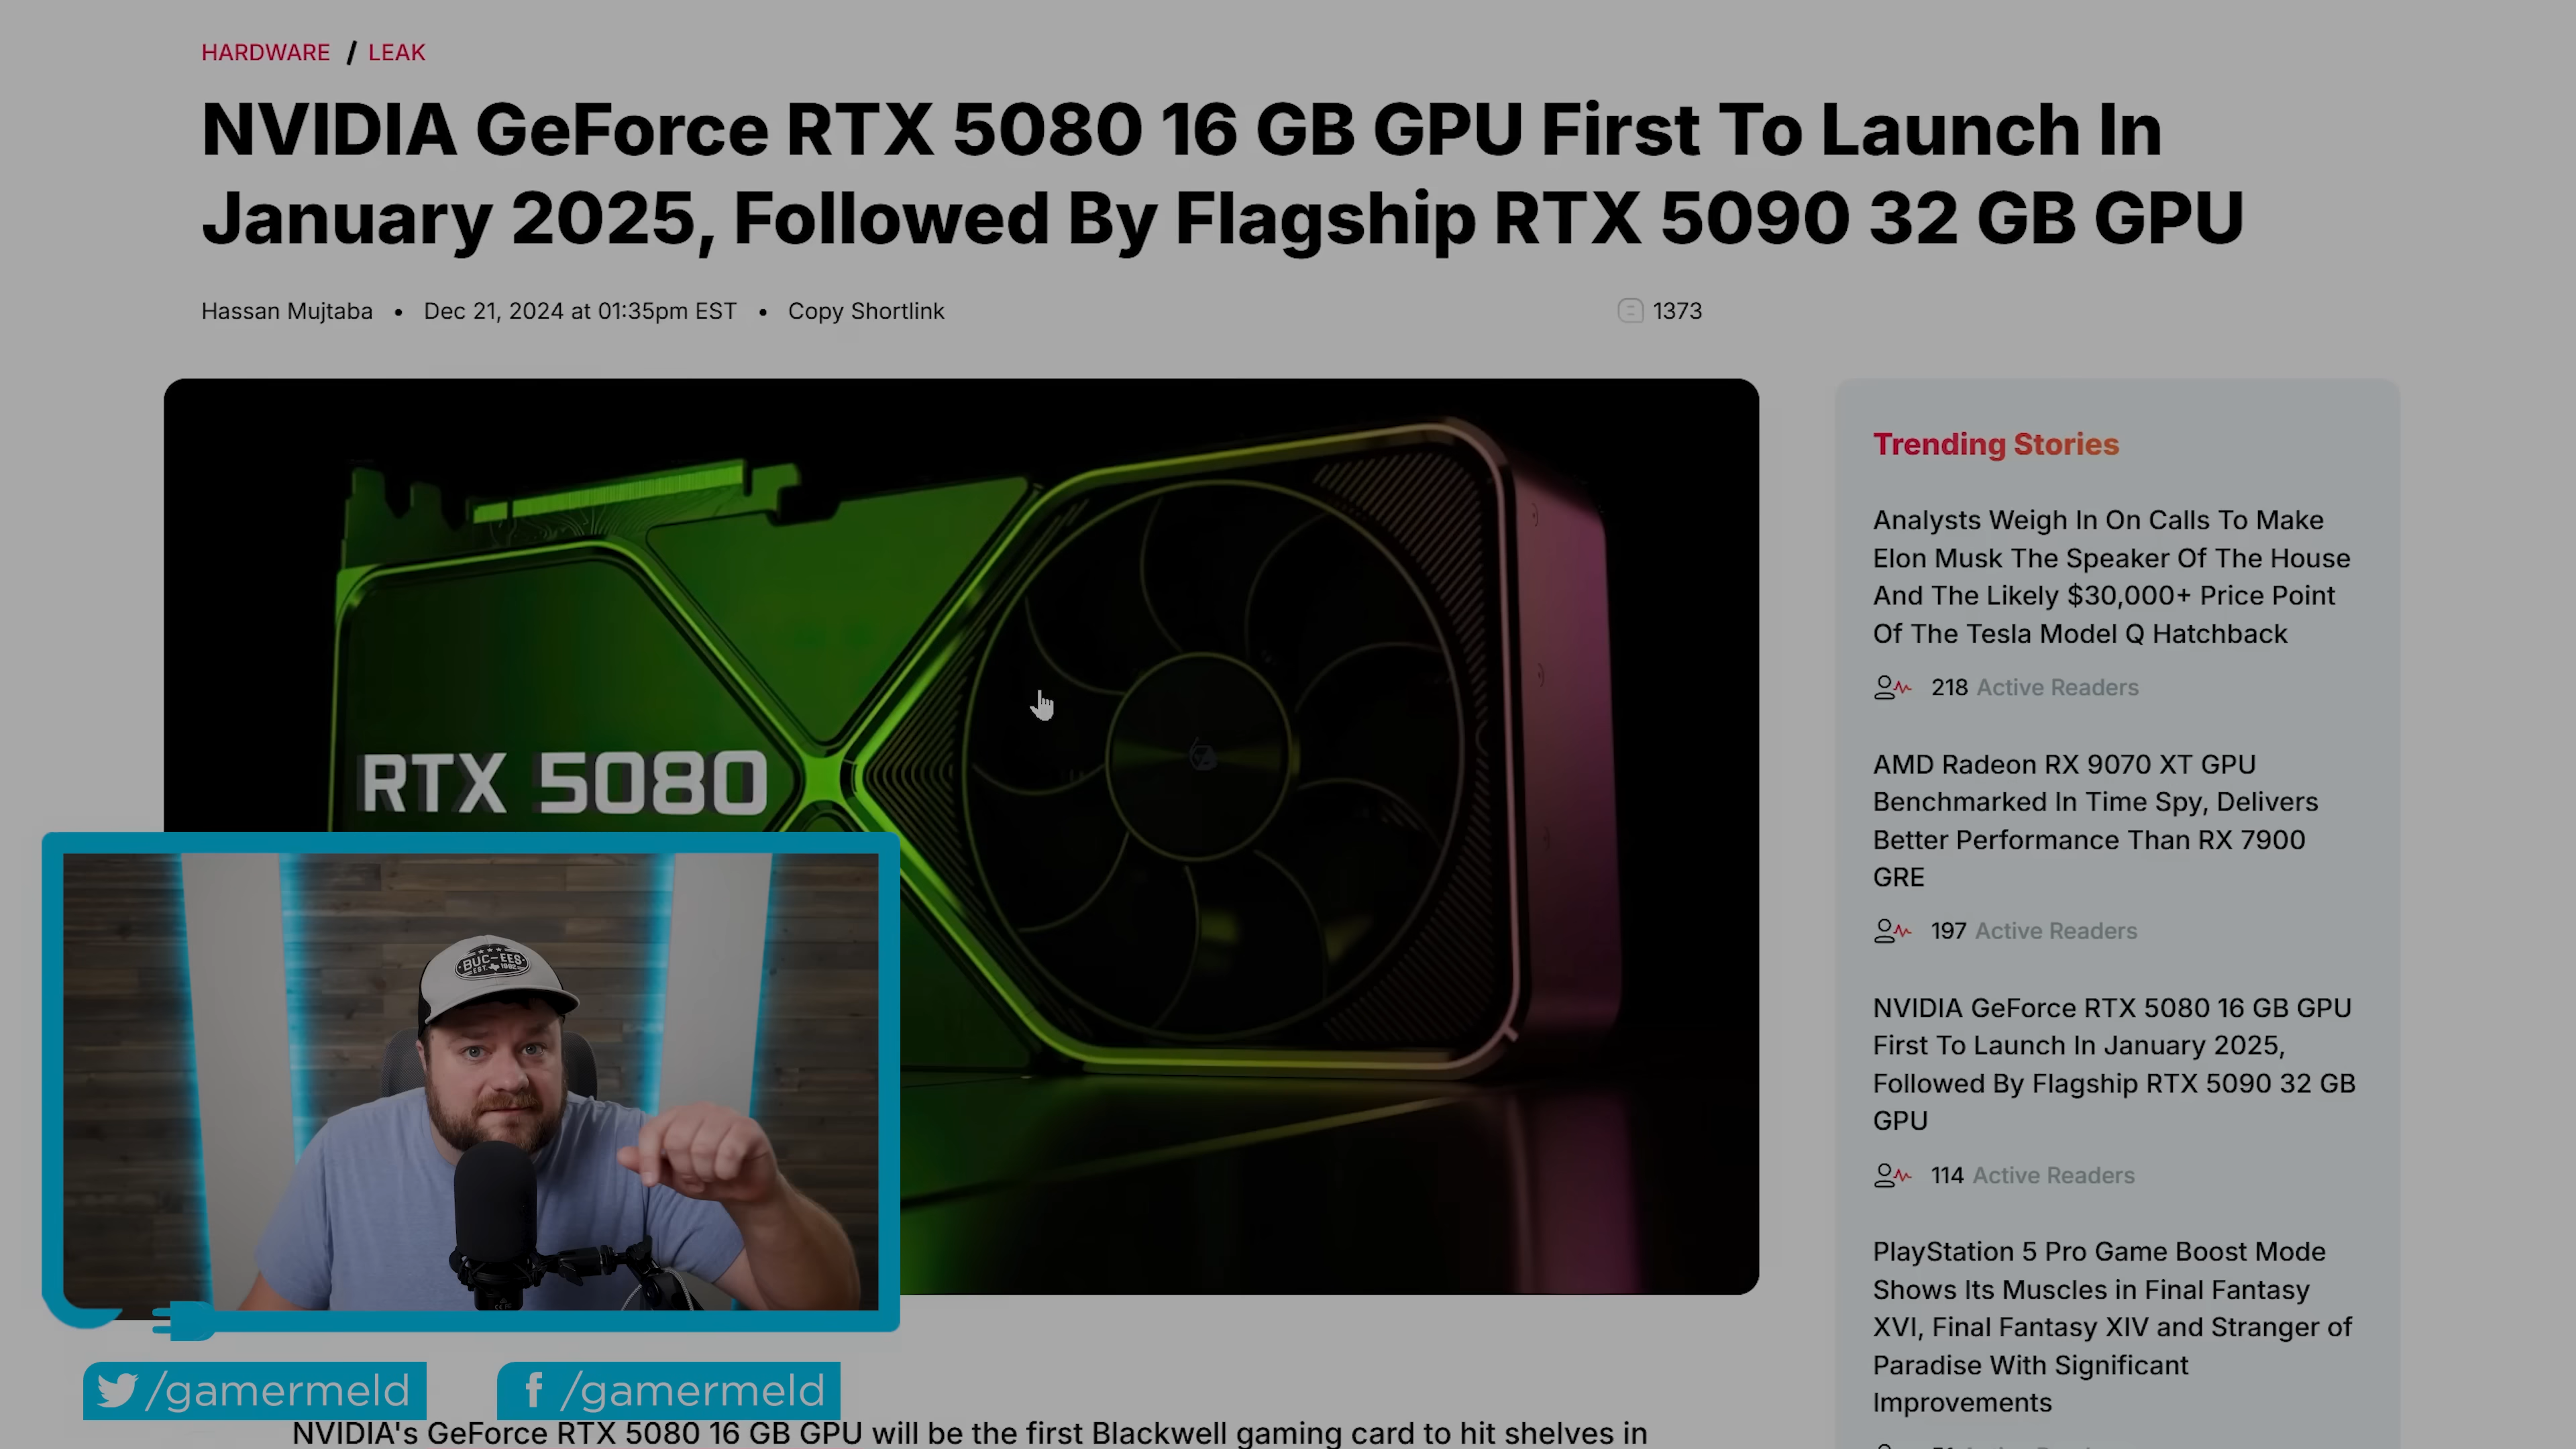 HARDWARE / LEAK
NVIDIA GeForce RTX 5080 16 GB GPU First To Launch In
January 2025, Followed By Flagship RTX 5090 32 GB GPU
Hassan Mujtaba • Dec 21, 2024 at 01:35pm EST • Copy Shortlink
1373
RTX 5080
BUC-EES
EST. 1982
/gamermeld
/gamermeld
NVIDIA's GeForce RTX 5080 16 GB GPU will be the first Blackwell gaming card to hit shelves in
Trending Stories
Analysts Weigh In On Calls To Make
Elon Musk The Speaker Of The House
And The Likely $30,000+ Price Point
Of The Tesla Model Q Hatchback
218 Active Readers
AMD Radeon RX 9070 XT GPU
Benchmarked In Time Spy, Delivers
Better Performance Than RX 7900
GRE
197 Active Readers
NVIDIA GeForce RTX 5080 16 GB GPU
First To Launch In January 2025,
Followed By Flagship RTX 5090 32 GB
GPU
114 Active Readers
PlayStation 5 Pro Game Boost Mode
Shows Its Muscles in Final Fantasy
XVI, Final Fantasy XIV and Stranger of
Paradise With Significant
Improvements